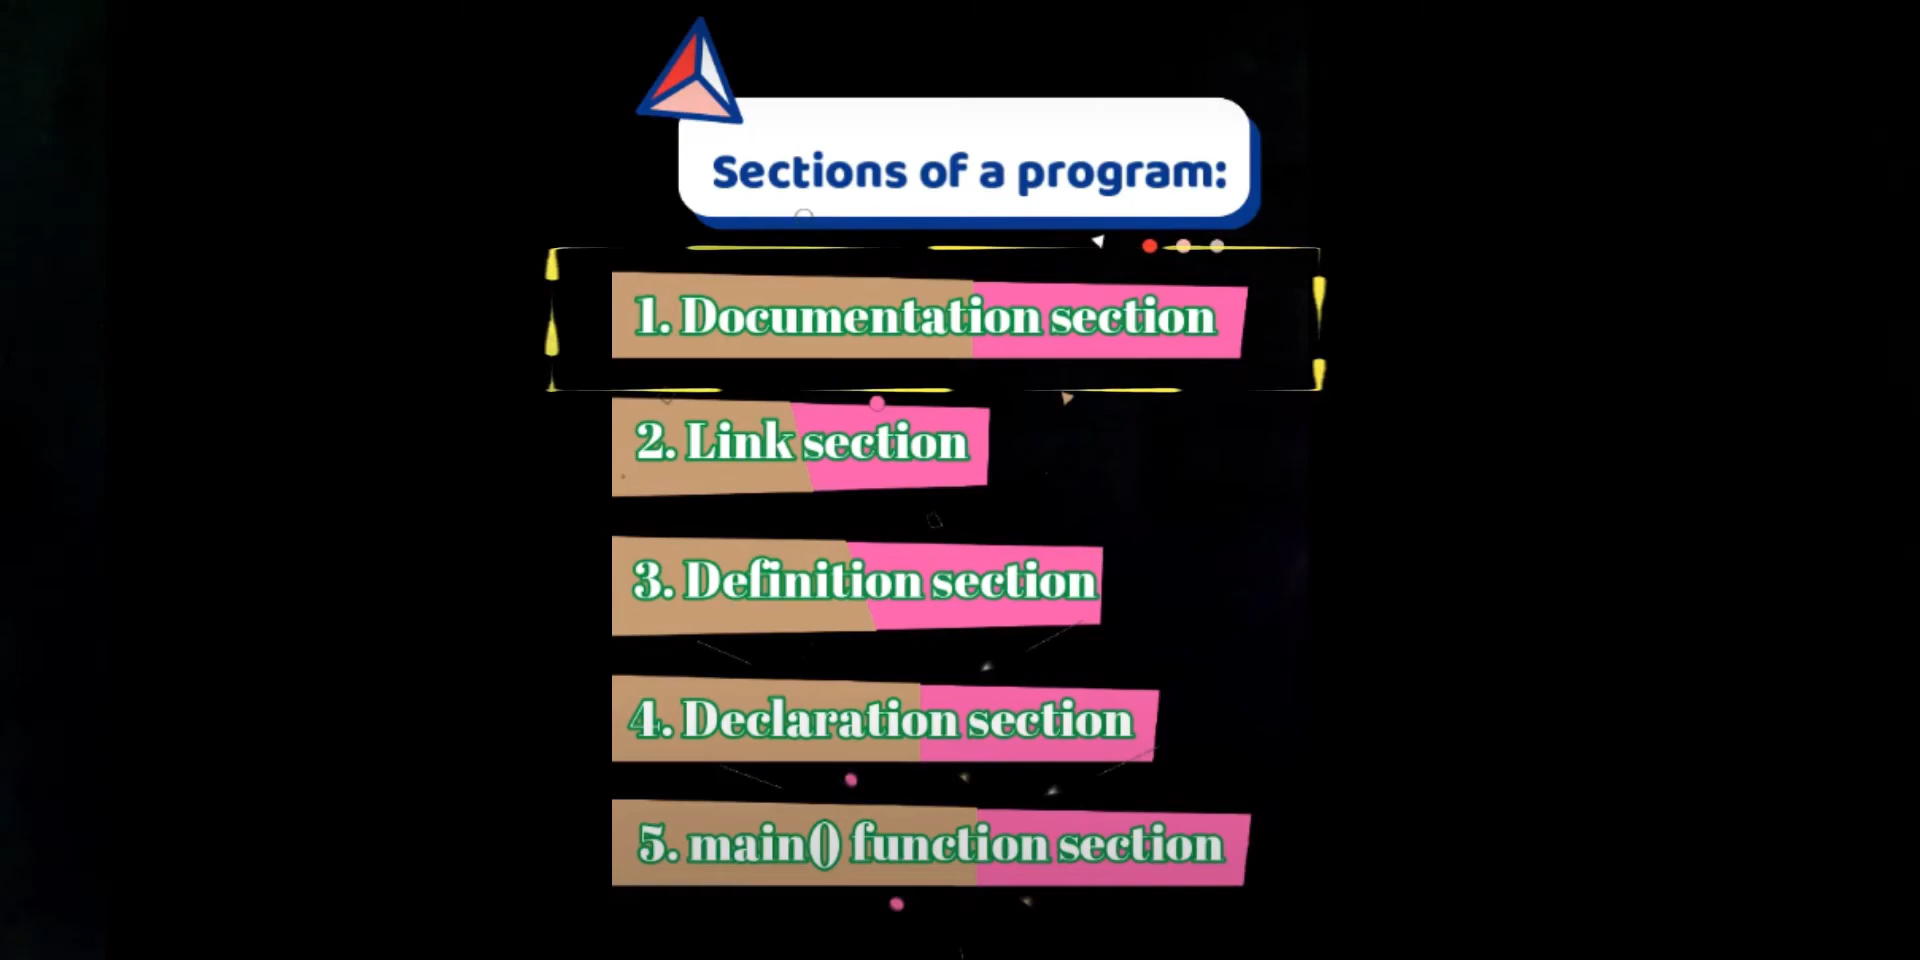 Sections of a program:
1. Documentation section
2. Link section
3. Definition section
4. Declaration section
5. main() function section